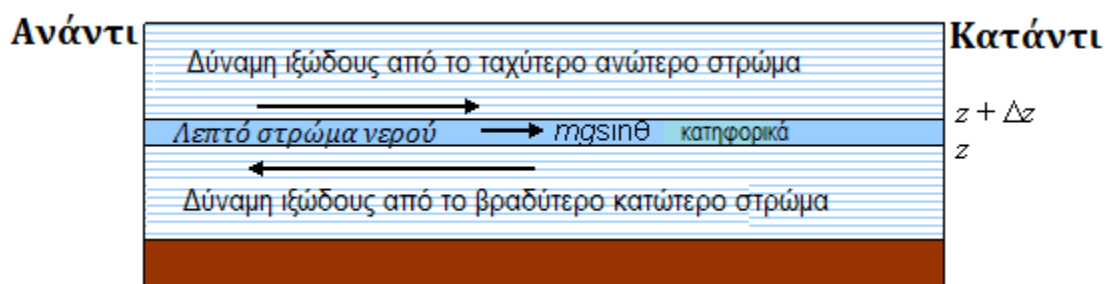 Ανάντι
Κατάντι
Δύναμη ιξώδους από το ταχύτερο ανώτερο στρώμα
z + Δz
Λεπτό στρώμα νερού mgsinθ κατηφορικά
z
Δύναμη ιξώδους από το βραδύτερο κατώτερο στρώμα